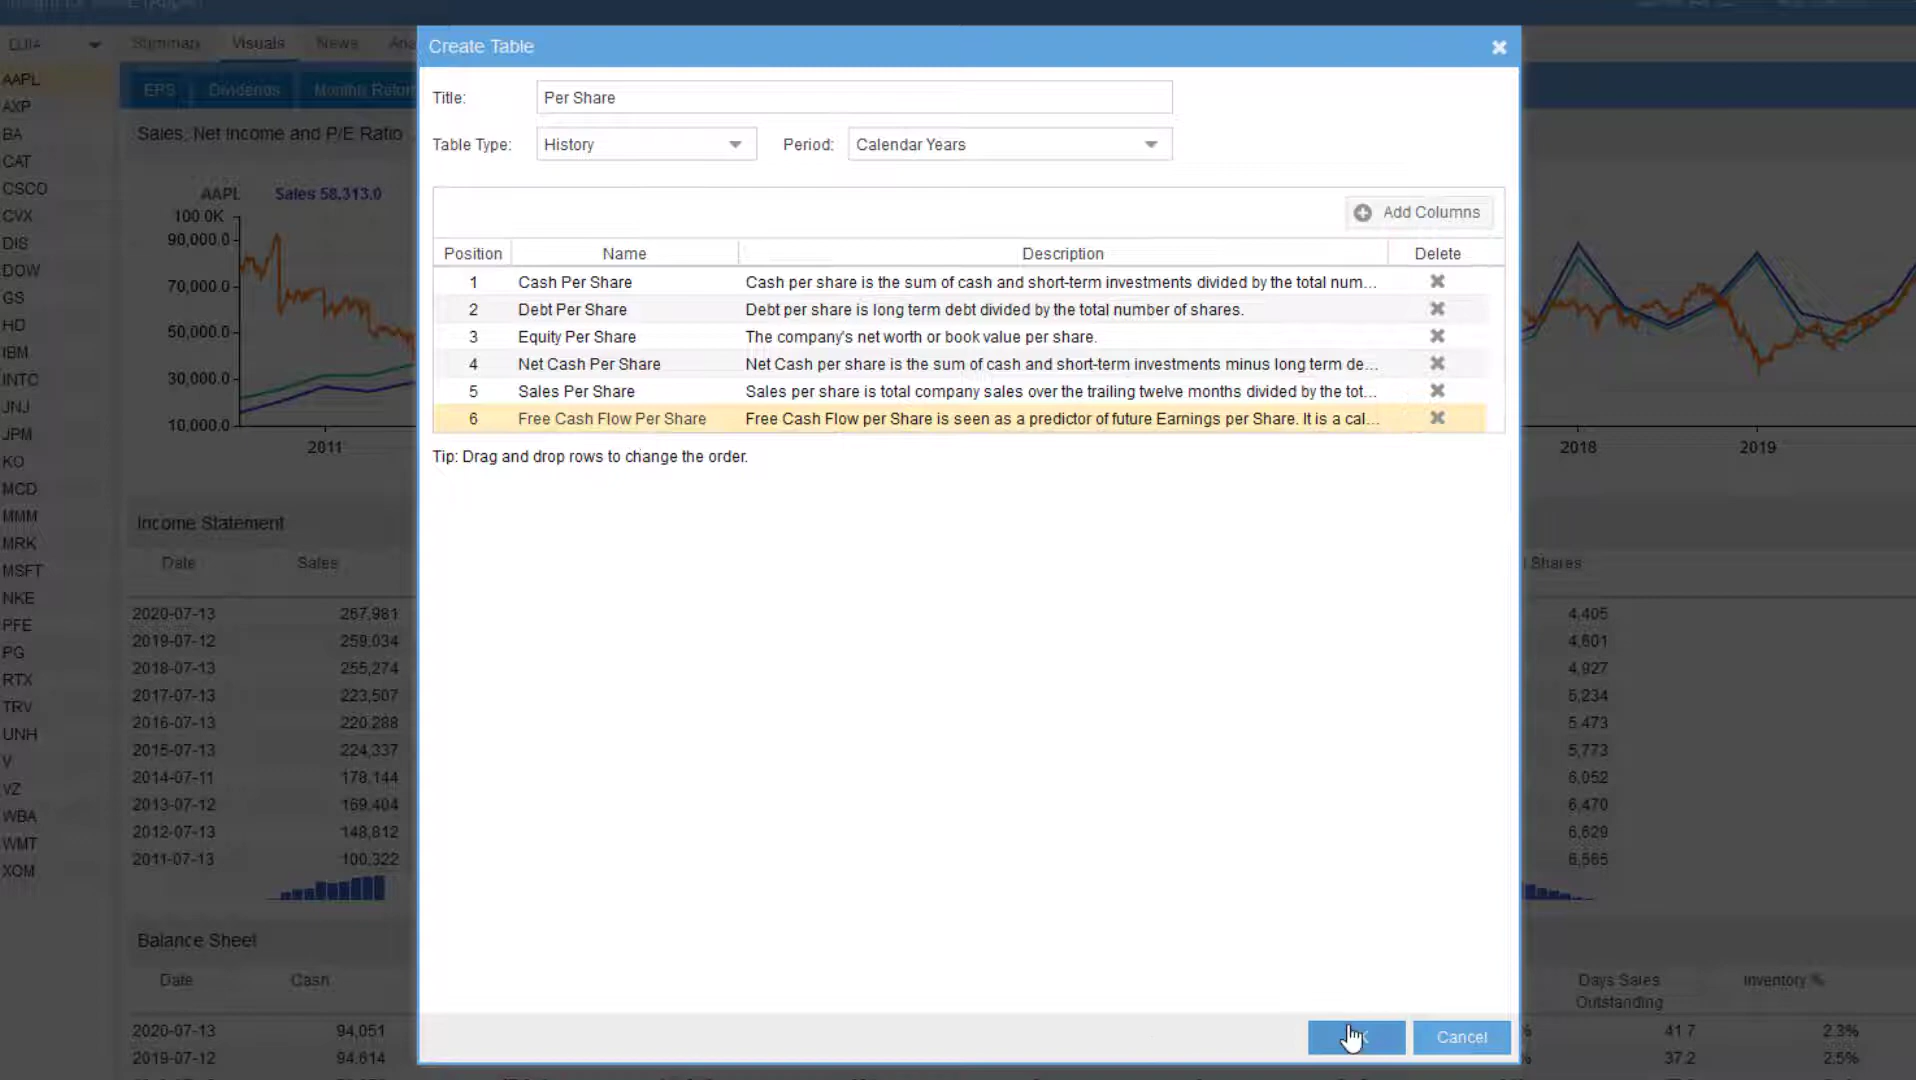 DJIA
Summary Visuals News
EPS Dividends Monthly Return
AAPL
AXP
BA
CAT
CSCO
CVX
DIS
DOW
GS
HD
IBM
INTC
JNJ
JPM
KO
MCD
MMM
MRK
MSFT
NKE
PFE
PG
RTX
TRV
UNH
V
VZ
WBA
WMT
XOM
Sales, Net Income and P/E Ratio
AAPL Sales 58,313.0
100.0K
90,000.0
70,000.0
50,000.0
30,000.0
10,000.0
2011
2018 2019
Income Statement
Date Sales
2020-07-13 267,981
2019-07-12 259,034
2018-07-13 255,274
2017-07-13 223,507
2016-07-13 220,288
2015-07-13 224,337
2014-07-11 178,144
2013-07-12 169,404
2012-07-13 148,812
2011-07-13 100,322
Balance Sheet
Date Cash
2020-07-13 94,051
2019-07-12 94,614
Create Table
Title: Per Share
Table Type: History Period: Calendar Years
Add Columns
Position Name Description Delete
1 Cash Per Share Cash per share is the sum of cash and short-term investments divided by the total num...
2 Debt Per Share Debt per share is long term debt divided by the total number of shares.
3 Equity Per Share The company's net worth or book value per share.
4 Net Cash Per Share Net Cash per share is the sum of cash and short-term investments minus long term de...
5 Sales Per Share Sales per share is total company sales over the trailing twelve months divided by the tot...
6 Free Cash Flow Per Share Free Cash Flow per Share is seen as a predictor of future Earnings per Share. It is a cal...
Tip: Drag and drop rows to change the order.
Cancel
Shares
4,405
4,601
4,927
5,234
5,473
5,773
6,052
6,470
6,629
6,565
Days Sales Inventory %
Outstanding
% 41.7 2.3%
% 37.2 2.5%